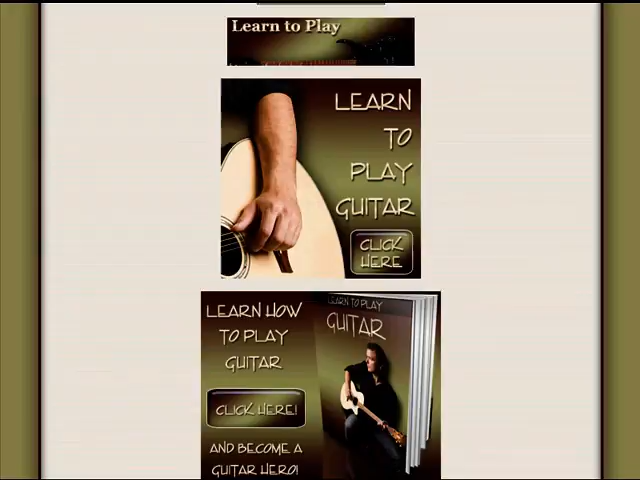 Learn to Play
LEARN
TO
PLAY
GUITAR
CLICK
HERE
LEARN HOW
TO PLAY
GUITAR
CLICK HERE!
AND BECOME A
GUITAR HERO!
LEARN TO PLAY
GUITAR